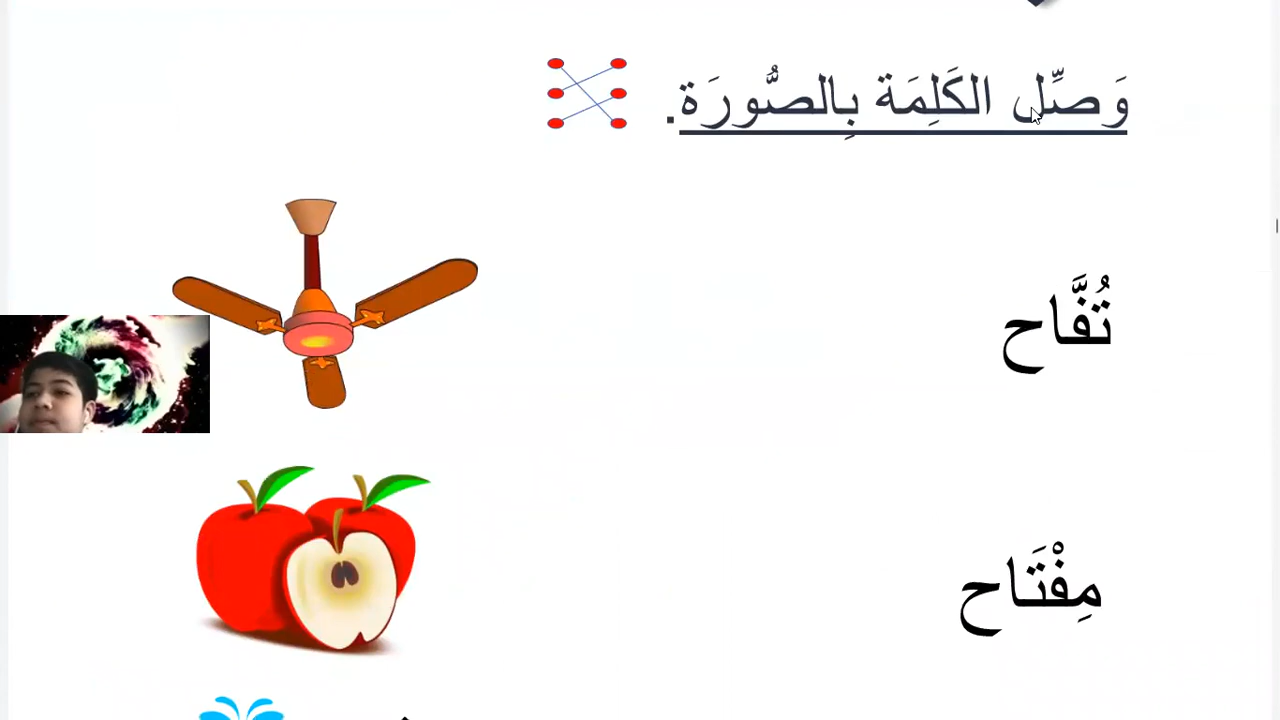 وَصِّل الكَلِمَة بِالصُّورَة.
تُفَّاح
مِفْتَاح